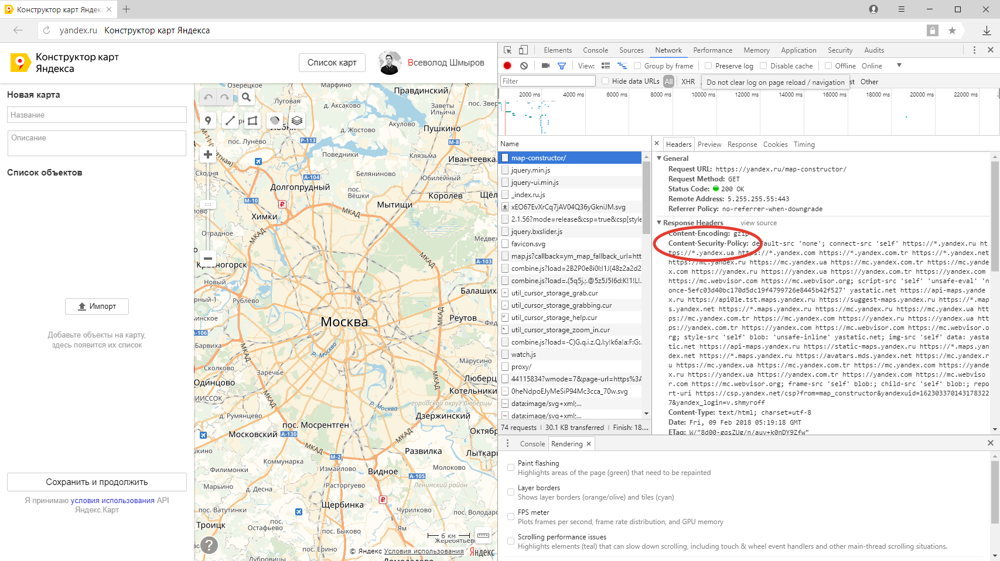 Конструктор карт Яндекс
yandex.ru Конструктор карт Яндекса
Конструктор карт
Яндекса
Список карт
Всеволод Шмыров
Новая карта
Название
Описание
Список объектов
Импорт
Добавьте объекты на карту,
здесь появится их список
Сохранить и продолжить
Я принимаю условия использования API
Яндекс.Карт
Озерецкое
Правдинский
Луговая
д. Аксаково
Заветы
Ильича
пос. Звер
Акулово
Пушкино
д. Жостово
пос. Лунёво
Р-113
М-8
Поведники
Клязьма
Ивантеевка
Сходня
А-104
Беляниново
Юбилейный
Долгопрудный
пос.
Вёшки
Королёв
Щёл
Отрадное
М-10
МКАД
Мытищи
Химки
Отрадное
Медвеж
А-103
Красногорск
Новый
Балаших
рный-1
Рублёво
МКАД
инское
Москва
Реутов
А-106
Барвиха
МКАД
р. Москва
Марусино
Сколково
Заречье
МКАД
Люберц
Одинцово
Котельники
МИИССОК
р. Москва
городской округ Люберцы
д. Румянцево
пос. Мосрентген
Дзержинский
Московский
А-130
МКАД
Октябр
шкино
М-2
Развилка
Лыткар
Филимонки
Коммунарка
Измайлово
Видное
Молоково
А-105
Марьино
д. Десна
Расторгуево
Ленинский район
Щербинка
пос. Ватутинки
Чурилково
пос. Володарс
Троицк
Остафьево
пос. Быково
Ям
6 км
Жеребятьев
пос. Ерино
© Яндекс Условия использования
Яндекс
Elements Console Sources Network Performance Memory Application Security Audits
View: Group by frame Preserve log Disable cache Offline Online
Filter Hide data URLs All XHR Do not clear log on page reload / navigation st Other
2000 ms 4000 ms 6000 ms 8000 ms 10000 ms 12000 ms 14000 ms 16000 ms 18000 ms 20000 ms 22000 ms
Name
map-constructor/
jquery.min.js
jquery-ui.min.js
_index.ru.js
xEO67EvXrCq7jAV04Q36yGkniJM.svg
2.1.56?mode=release&csp=true&csp[style
jquery.bxslider.js
favicon.svg
map.js?callback=ym_map_fallback_url=htt
combine.js?load=2B2P0e8i0l:I1J(48z2a2d2
combine.js?load=.(5q5j,;.@5z5J5I6d:K!1!L!.
util_cursor_storage_grab.cur
util_cursor_storage_grabbing.cur
util_cursor_storage_help.cur
util_cursor_storage_zoom_in.cur
combine.js?load=-C)G.q.i.z.Q.l:y!k6a!a:F:G:.
watch.js
proxy/
44115834?wmode=7&page-url=https%3A
0heNdpoEJyMeSiP94Mc3cca_70w.svg
data:image/svg+xml;...
data:image/svg+xml;...
74 requests | 30.1 KB transferred | Finish: 18....
Headers Preview Response Cookies Timing
General
Request URL: https://yandex.ru/map-constructor/
Request Method: GET
Status Code: 200 OK
Remote Address: 5.255.255.55:443
Referrer Policy: no-referrer-when-downgrade
Response Headers view source
Content-Encoding: gzip
Content-Security-Policy: default-src 'none'; connect-src 'self' https://*.yandex.ru ht
tps://*.yandex.ua https://*.yandex.com https://*.yandex.com.tr https://*.yandex.net
https://mc.yandex.ru https://mc.yandex.ua https://mc.yandex.com.tr https://mc.yande
x.com https://yandex.ru https://yandex.ua https://yandex.com.tr https://yandex.com
https://mc.webvisor.com https://mc.webvisor.org; script-src 'self' 'unsafe-eval' 'n
once-5efc03d40bc170d5dc19f4799726e8445b42f527' yastatic.net https://api-maps.yande
x.ru https://api01e.tst.maps.yandex.ru https://suggest-maps.yandex.ru https://*.map
s.yandex.net https://*.maps.yandex.ru https://mc.yandex.ru https://mc.yandex.ua htt
ps://mc.yandex.com.tr https://mc.yandex.com https://yandex.ru https://yandex.ua http
s://yandex.com.tr https://yandex.com https://mc.webvisor.com https://mc.webvisor.o
rg; style-src 'self' blob: 'unsafe-inline' yastatic.net; img-src 'self' data: yasta
tic.net https://api-maps.yandex.ru https://static-maps.yandex.ru https://*.maps.yan
dex.net https://*.maps.yandex.ru https://avatars.mds.yandex.net https://mc.yandex.r
u https://mc.yandex.ua https://mc.yandex.com.tr https://mc.yandex.com https://yande
x.ru https://yandex.ua https://yandex.com.tr https://yandex.com https://mc.webviso
r.com https://mc.webvisor.org; frame-src 'self' blob:; child-src 'self' blob:; repo
rt-uri https://csp.yandex.net/csp?from=map_constructor&yandexuid=162303370143178322
7&yandex_login=v.shmyroff
Content-Type: text/html; charset=utf-8
Date: Fri, 09 Feb 2018 05:19:18 GMT
ETag: W/"8d00-gqsZUg/n/auv+k0nDY9Zfw"
Console Rendering
Paint flashing
Highlights areas of the page (green) that need to be repainted
Layer borders
Shows layer borders (orange/olive) and tiles (cyan)
FPS meter
Plots frames per second, frame rate distribution, and GPU memory
Scrolling performance issues
Highlights elements (teal) that can slow down scrolling, including touch & wheel event handlers and other main-thread scrolling situations.